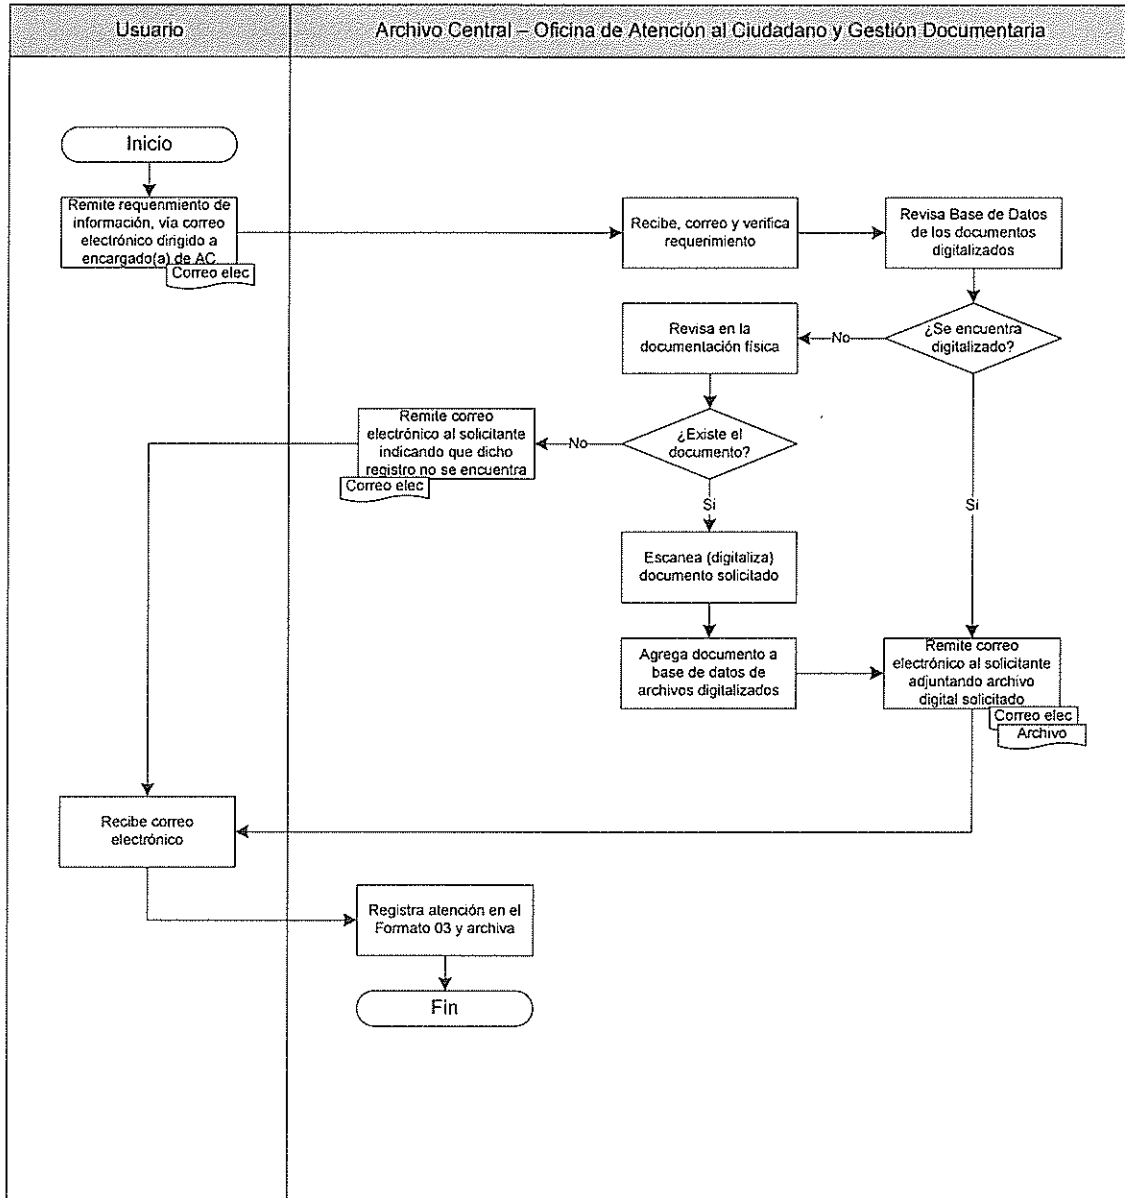 Usuario
Archivo Central – Oficina de Atención al Ciudadano y Gestión Documentaria
Inicio
Remite requerimiento de
información, vía correo
electrónico dirigido a
encargado(a) de AC
Correo elec
Recibe, correo y verifica
requerimiento
Revisa Base de Datos
de los documentos
digitalizados
¿Se encuentra
digitalizado?
No
Revisa en la
documentación física
¿Existe el
documento?
No
Remite correo
electrónico al solicitante
indicando que dicho
registro no se encuentra
Correo elec
Si
Si
Escanea (digitaliza)
documento solicitado
Agrega documento a
base de datos de
archivos digitalizados
Remite correo
electrónico al solicitante
adjuntando archivo
digital solicitado
Correo elec
Archivo
Recibe correo
electrónico
Registra atención en el
Formato 03 y archiva
Fin